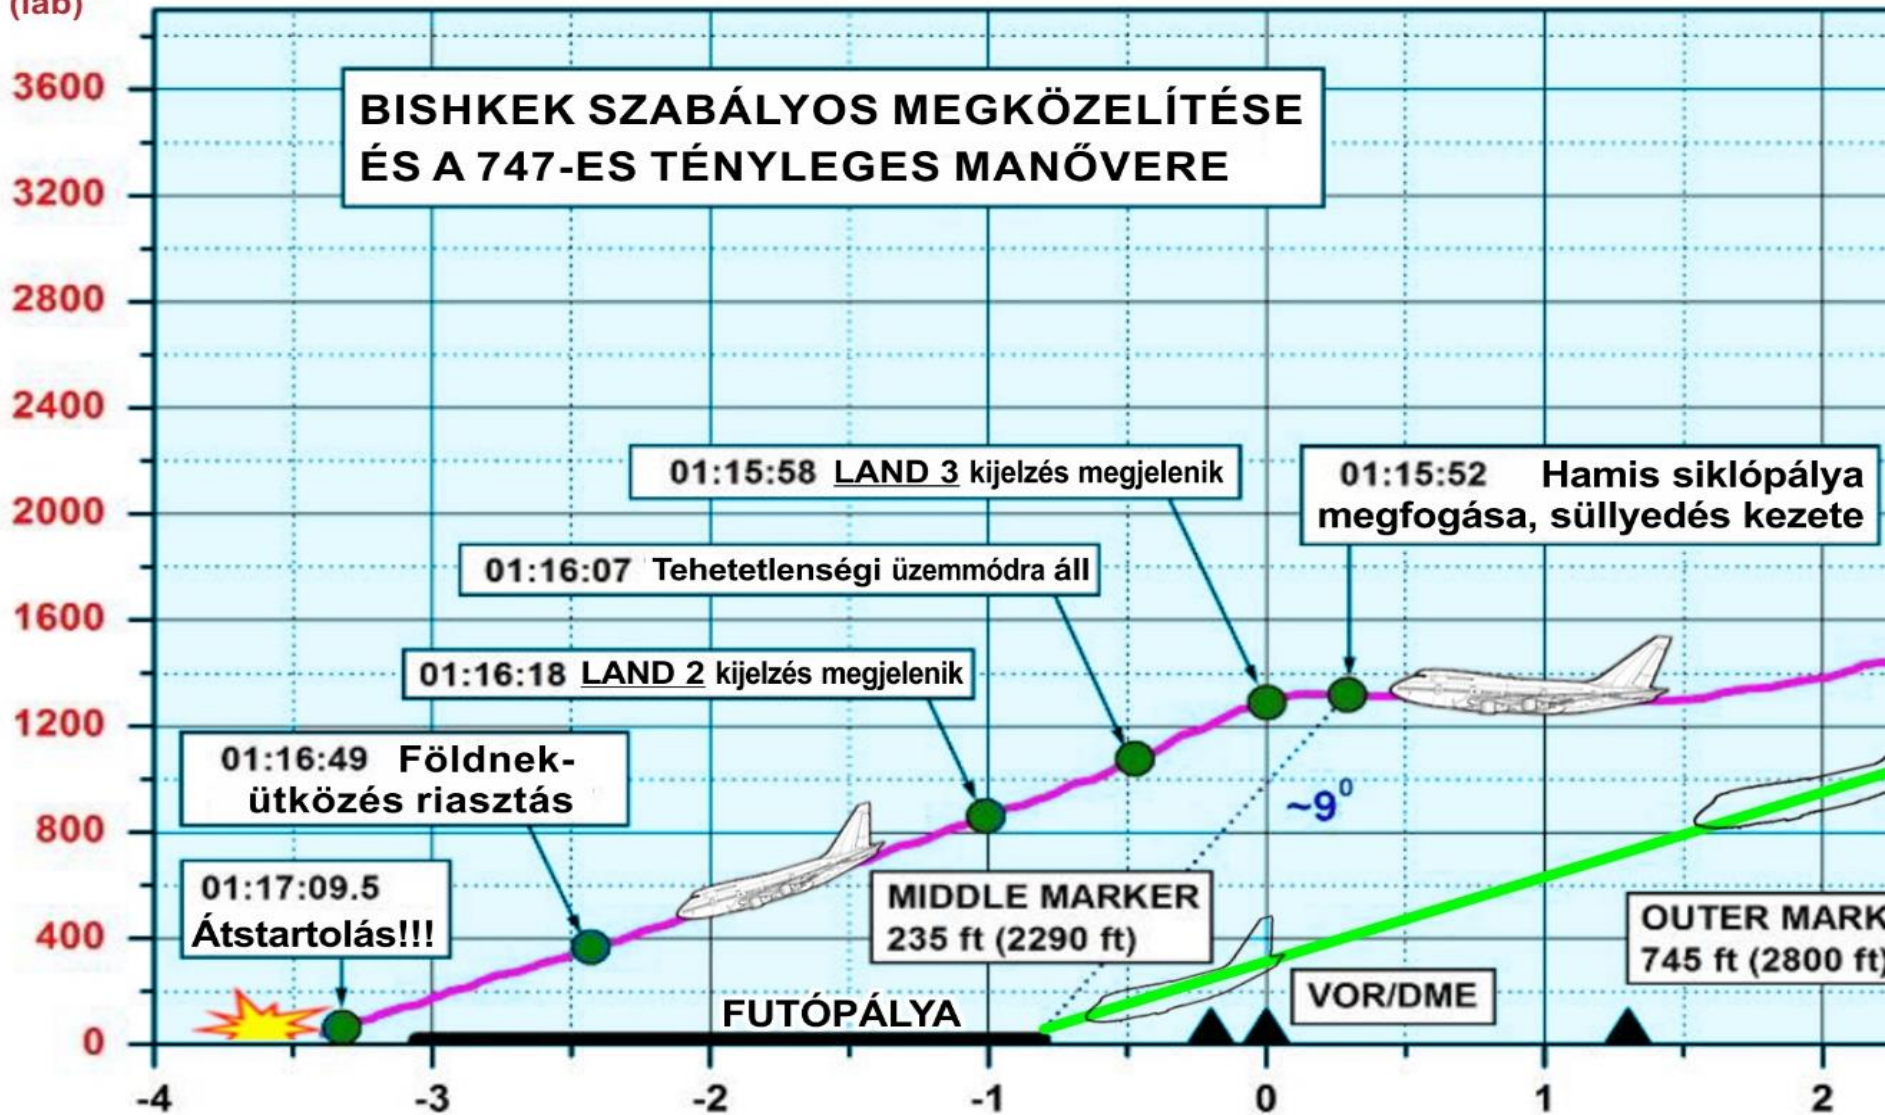 (láb)
3600
3200
2800
2400
2000
1600
1200
800
400
0
BISHKEK SZABÁLYOS MEGKÖZELÍTÉSE
ÉS A 747-ES TÉNYLEGES MANŐVERE
01:15:58 LAND 3 kijelzés megjelenik
01:15:52 Hamis siklópálya
megfogása, süllyedés kezete
01:16:07 Tehetetlenségi üzemmódra áll
01:16:18 LAND 2 kijelzés megjelenik
01:16:49 Földnek-
ütközés riasztás
~9⁰
01:17:09.5
Átstartolás!!!
MIDDLE MARKER
235 ft (2290 ft)
OUTER MARK
745 ft (2800 ft)
VOR/DME
FUTÓPÁLYA
-4 -3 -2 -1 0 1 2